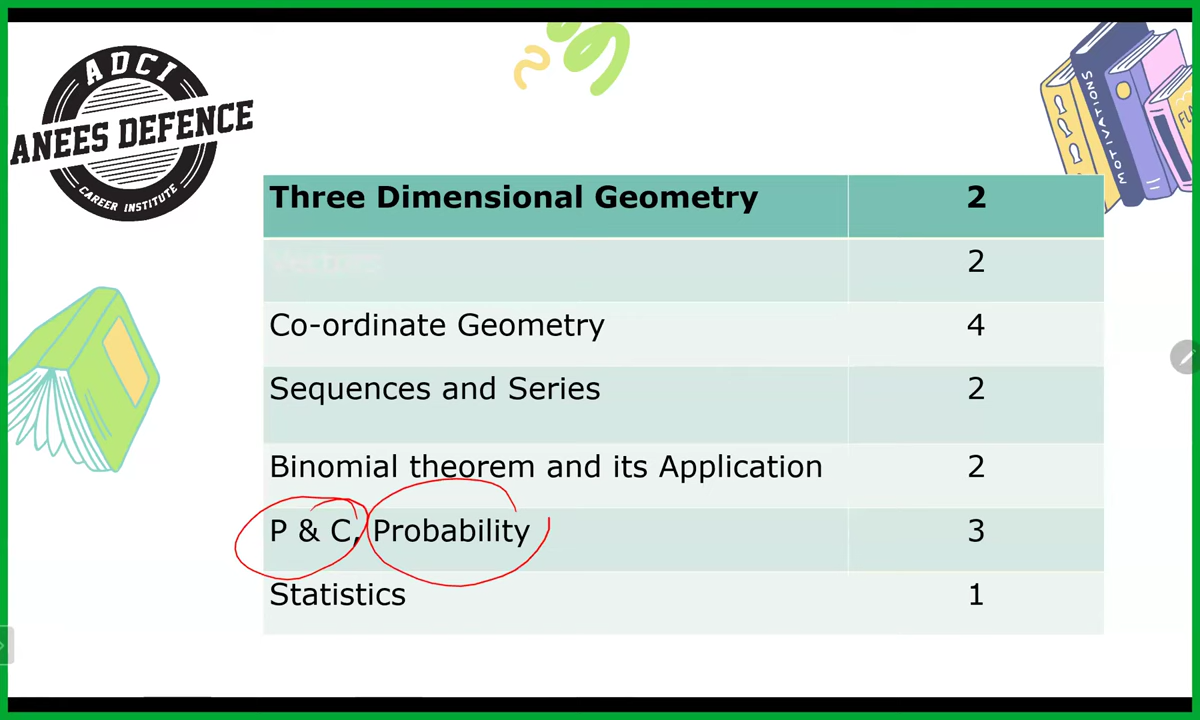 ADCI
ANEES DEFENCE
CAREER INSTITUTE
MOTIVATIONS
Three Dimensional Geometry 2
2
Co-ordinate Geometry 4
Sequences and Series 2
Binomial theorem and its Application 2
P & C, Probability 3
Statistics 1